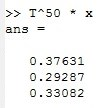 >> T^50 * x
ans =
0.37631
0.29287
0.33082